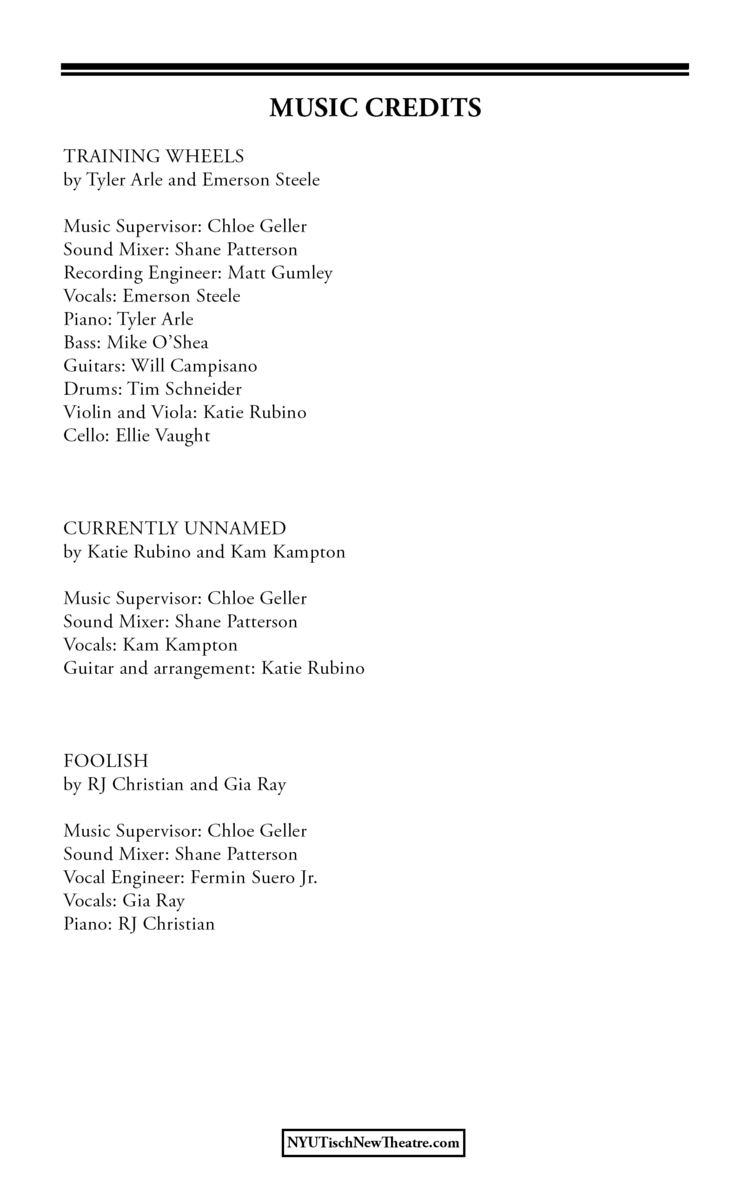 MUSIC CREDITS
TRAINING WHEELS
by Tyler Arle and Emerson Steele
Music Supervisor: Chloe Geller
Sound Mixer: Shane Patterson
Recording Engineer: Matt Gumley
Vocals: Emerson Steele
Piano: Tyler Arle
Bass: Mike O’Shea
Guitars: Will Campisano
Drums: Tim Schneider
Violin and Viola: Katie Rubino
Cello: Ellie Vaught
CURRENTLY UNNAMED
by Katie Rubino and Kam Kampton
Music Supervisor: Chloe Geller
Sound Mixer: Shane Patterson
Vocals: Kam Kampton
Guitar and arrangement: Katie Rubino
FOOLISH
by RJ Christian and Gia Ray
Music Supervisor: Chloe Geller
Sound Mixer: Shane Patterson
Vocal Engineer: Fermin Suero Jr.
Vocals: Gia Ray
Piano: RJ Christian
NYUTischNewTheatre.com